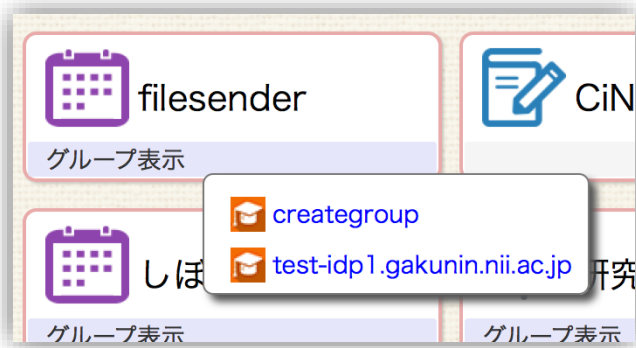 filesender
CiN
グループ表示
creategroup
test-idp1.gakunin.nii.ac.jp
しぼ
研究
グループ表示
グループ表示